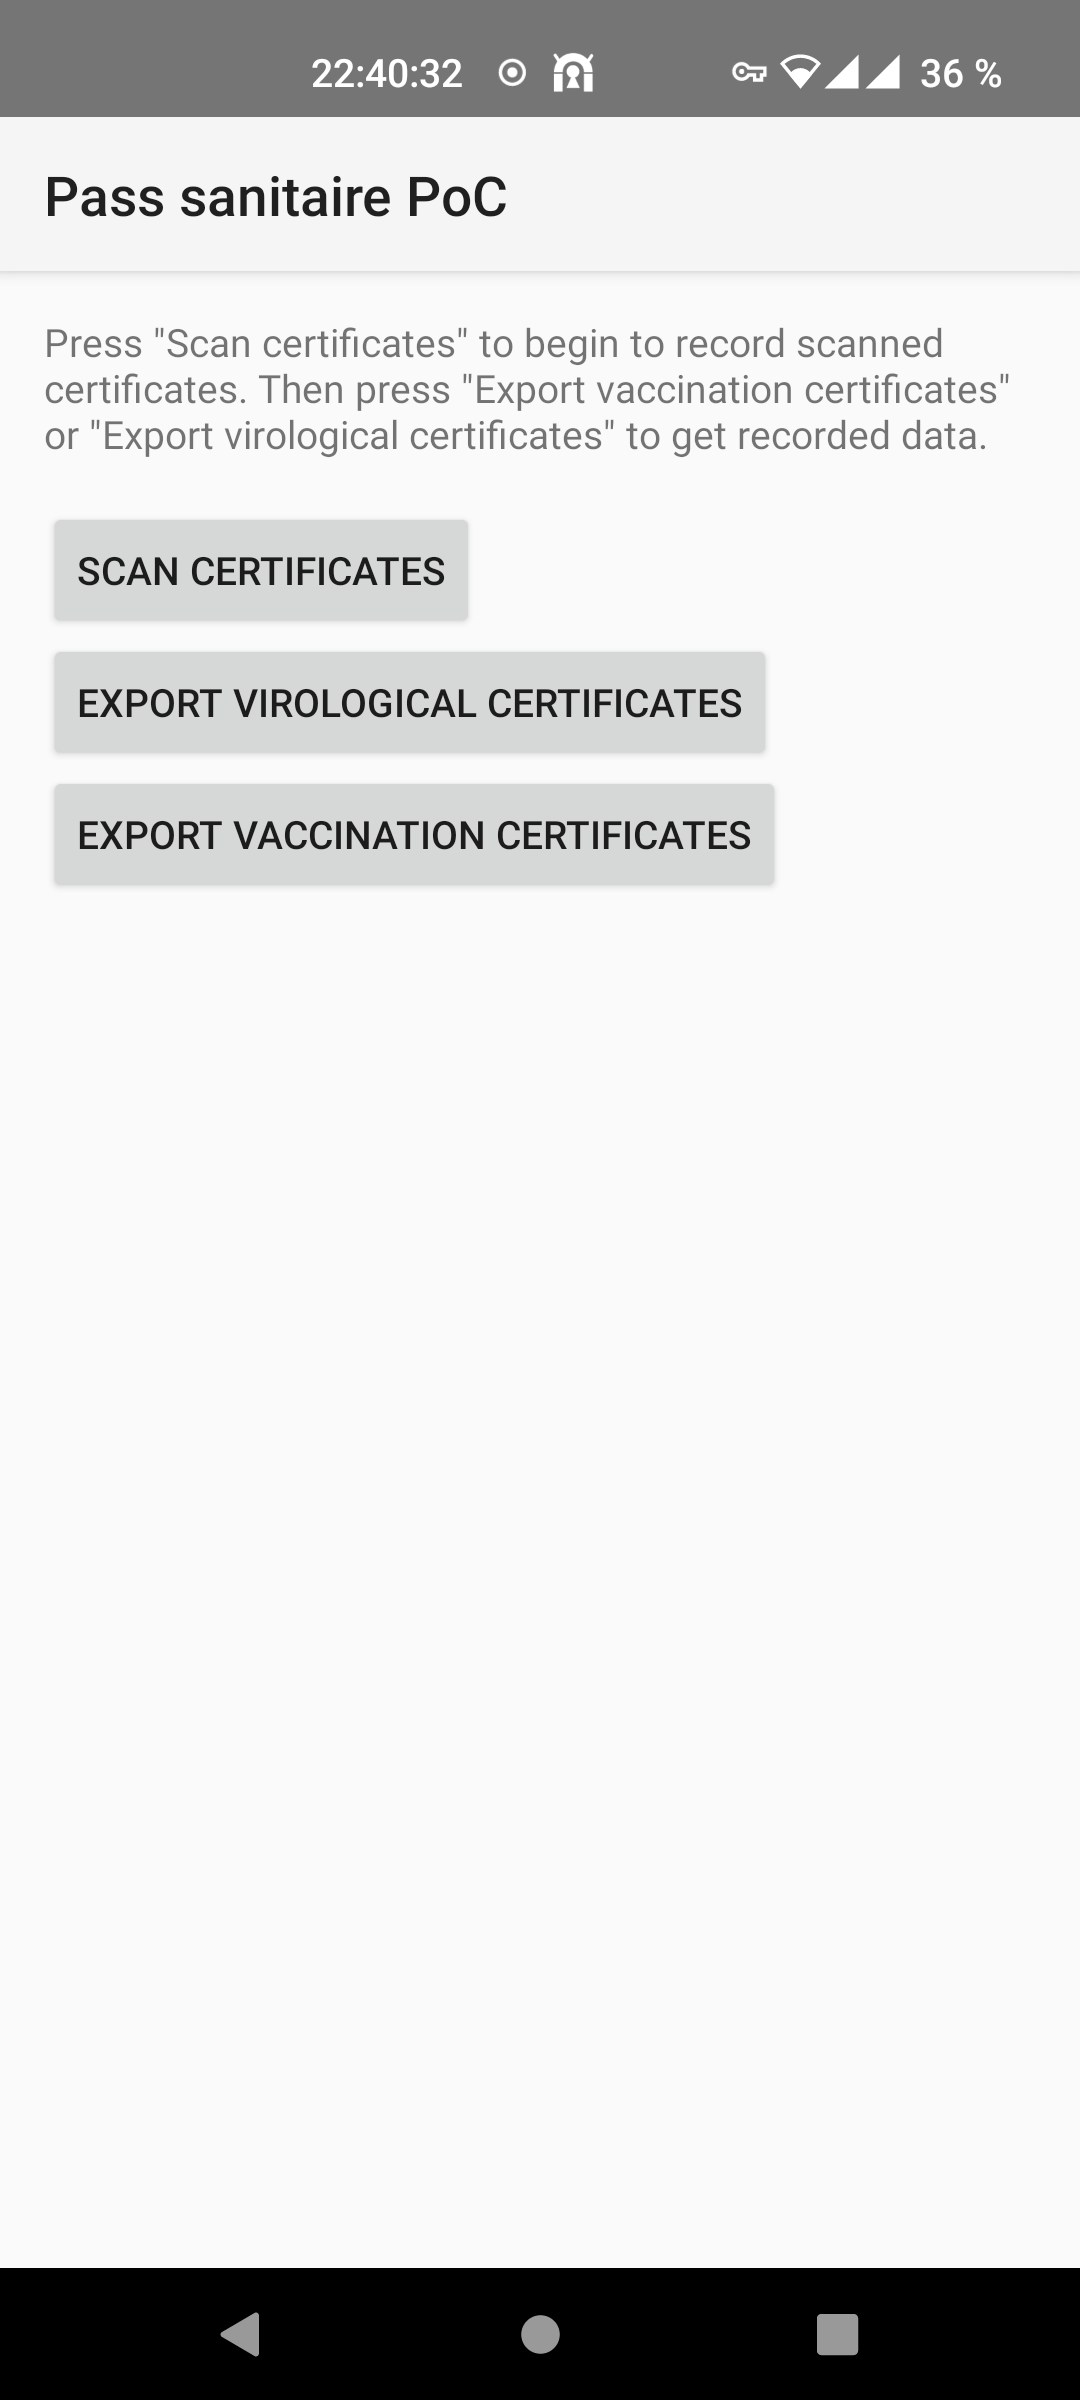 22:40:32 36 %
Pass sanitaire PoC
Press "Scan certificates" to begin to record scanned
certificates. Then press "Export vaccination certificates"
or "Export virological certificates" to get recorded data.
SCAN CERTIFICATES
EXPORT VIROLOGICAL CERTIFICATES
EXPORT VACCINATION CERTIFICATES